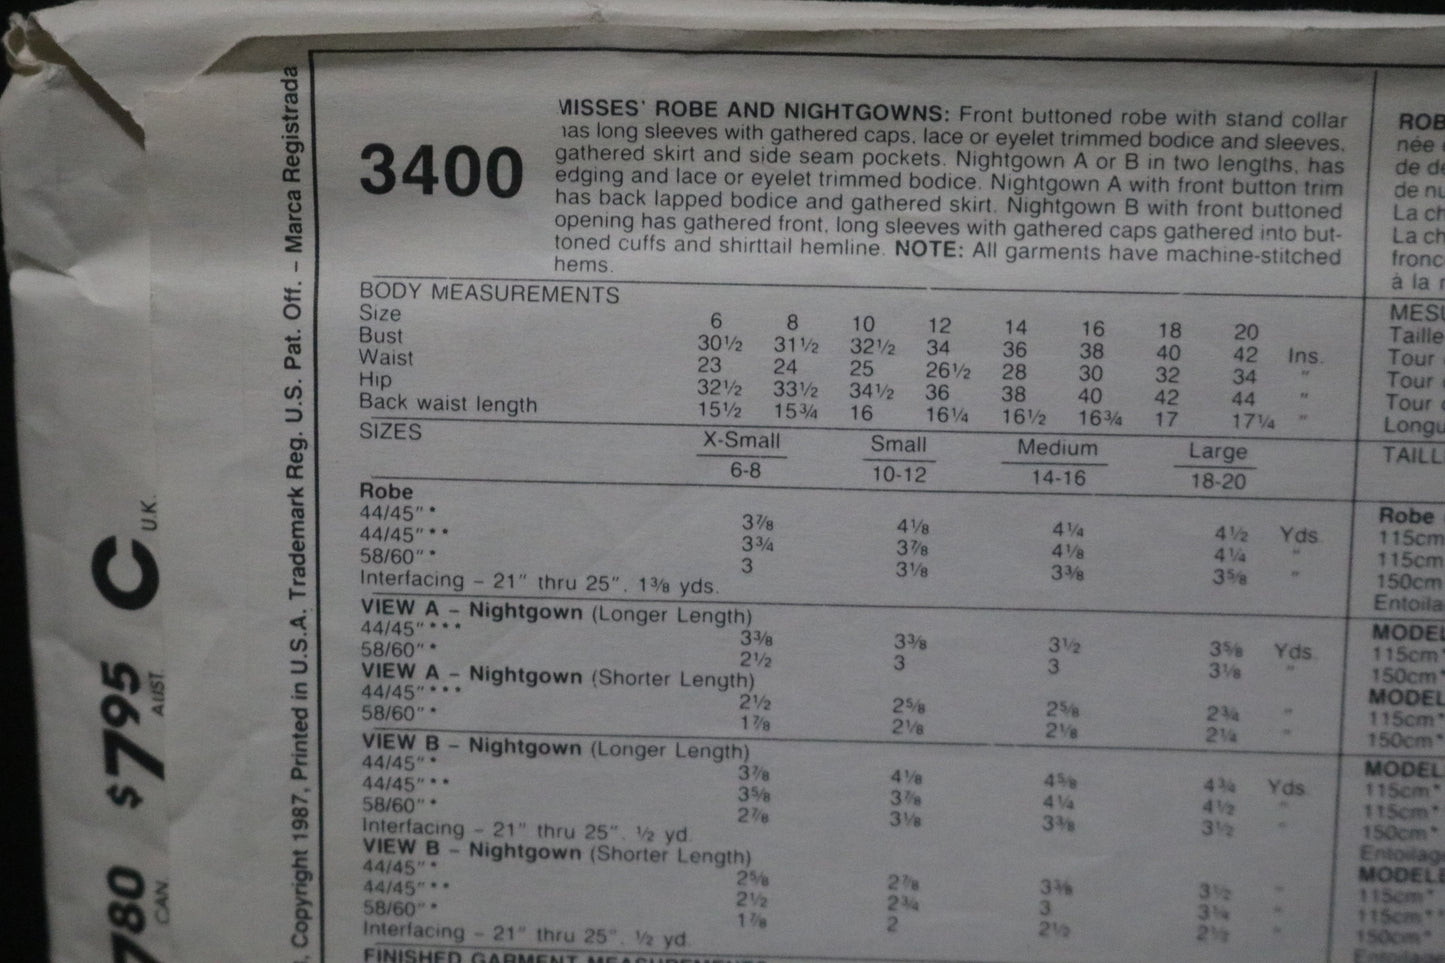 3400
MISSES' ROBE AND NIGHTGOWNS: Front buttoned robe with stand collar
has long sleeves with gathered caps, lace or eyelet trimmed bodice and sleeves,
gathered skirt and side seam pockets. Nightgown A or B in two lengths, has
edging and lace or eyelet trimmed bodice. Nightgown A with front button trim
has back lapped bodice and gathered skirt. Nightgown B with front buttoned
opening has gathered front, long sleeves with gathered caps gathered into but-
toned cuffs and shirttail hemline. NOTE: All garments have machine-stitched
hems.
BODY MEASUREMENTS
Size 6 8 10 12 14 16 18 20
Bust 30½ 31½ 32½ 34 36 38 40 42 Ins.
Waist 23 24 25 26½ 28 30 32 34 "
Hip 32½ 33½ 34½ 36 38 40 42 44 "
Back waist length 15½ 15¾ 16 16¼ 16½ 16¾ 17 17¼ "
SIZES X-Small Small Medium Large
6-8 10-12 14-16 18-20
Robe
44/45"* 3⅞ 4⅛ 4¼ 4½ Yds.
44/45"** 3¾ 3⅞ 4⅛ 4¼ "
58/60"* 3 3⅛ 3⅜ 3⅝ "
Interfacing – 21" thru 25", 1⅜ yds.
VIEW A – Nightgown (Longer Length)
44/45"*** 3⅜ 3⅜ 3½ 3⅝ Yds.
58/60"* 2½ 3 3 3⅛ "
VIEW A – Nightgown (Shorter Length)
44/45"*** 2½ 2⅝ 2⅝ 2¾ "
58/60"* 1⅞ 2⅛ 2⅛ 2¼ "
VIEW B – Nightgown (Longer Length)
44/45"* 3⅞ 4⅛ 4⅝ 4¾ Yds.
44/45"** 3⅝ 3⅞ 4¼ 4½ "
58/60"* 2⅞ 3⅛ 3⅜ 3½ "
Interfacing – 21" thru 25", ½ yd.
VIEW B – Nightgown (Shorter Length)
44/45"* 2⅝ 2⅞ 3⅜ 3½ "
44/45"** 2½ 2¾ 3 3¼ "
58/60"* 1⅞ 2 2½ 2½ "
Interfacing – 21" thru 25", ½ yd.
FINISHED GARMENT MEASUREMENTS
ROB
née
de de
de nu
La ch
La ch
fronc
à la
MESU
Taille
Tour
Tour
Tour
Longu
TAILL
Robe
115cm
115cm
150cm
Entoila
MODEL
115cm*
150cm*
MODEL
115cm*
150cm*
MODEL
115cm*
115cm*
150cm*
Entoilage
MODELE
115cm*
115cm**
150cm*
Entoilage
, Copyright 1987, Printed in U.S.A. Trademark Reg. U.S. Pat. Off. – Marca Registrada
780 CAN. $795 AUST. C U.K.